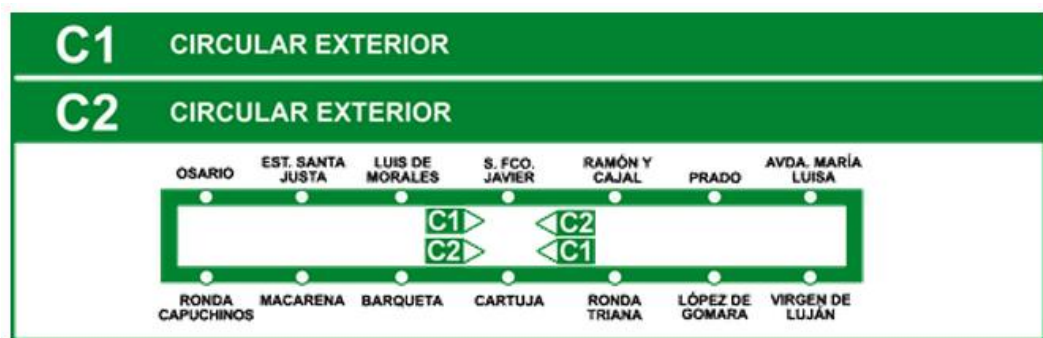 C1 CIRCULAR EXTERIOR
C2 CIRCULAR EXTERIOR
OSARIO
EST. SANTA
JUSTA
LUIS DE
MORALES
S. FCO.
JAVIER
RAMÓN Y
CAJAL
PRADO
AVDA. MARÍA
LUISA
C1 C2
C2 C1
RONDA
CAPUCHINOS
MACARENA
BARQUETA
CARTUJA
RONDA
TRIANA
LÓPEZ DE
GOMARA
VIRGEN DE
LUJÁN